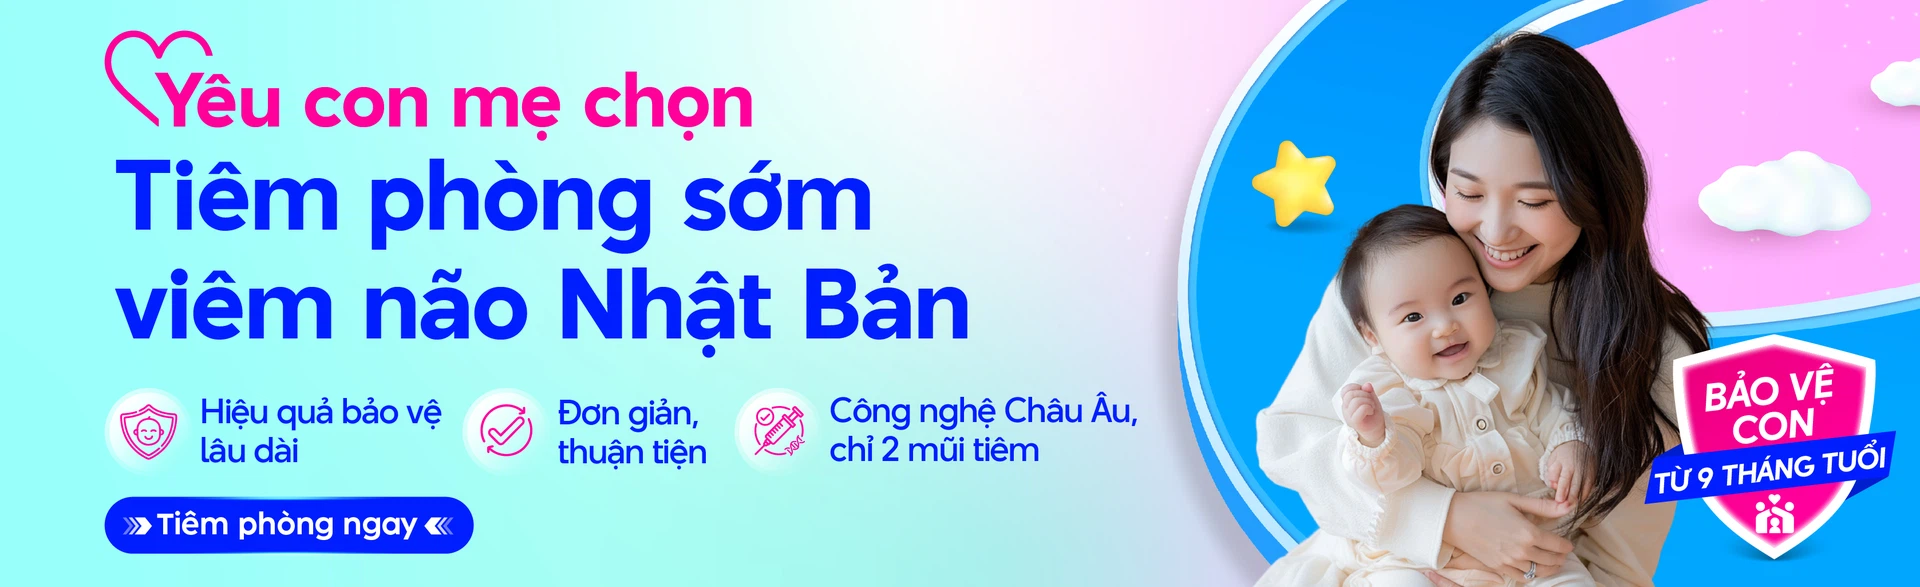 Yêu con mẹ chọn
Tiêm phòng sớm
viêm não Nhật Bản
Hiệu quả bảo vệ
lâu dài
Đơn giản,
thuận tiện
Công nghệ Châu Âu,
chỉ 2 mũi tiêm
Tiêm phòng ngay
BẢO VỆ
CON
TỪ 9 THÁNG TUỔI